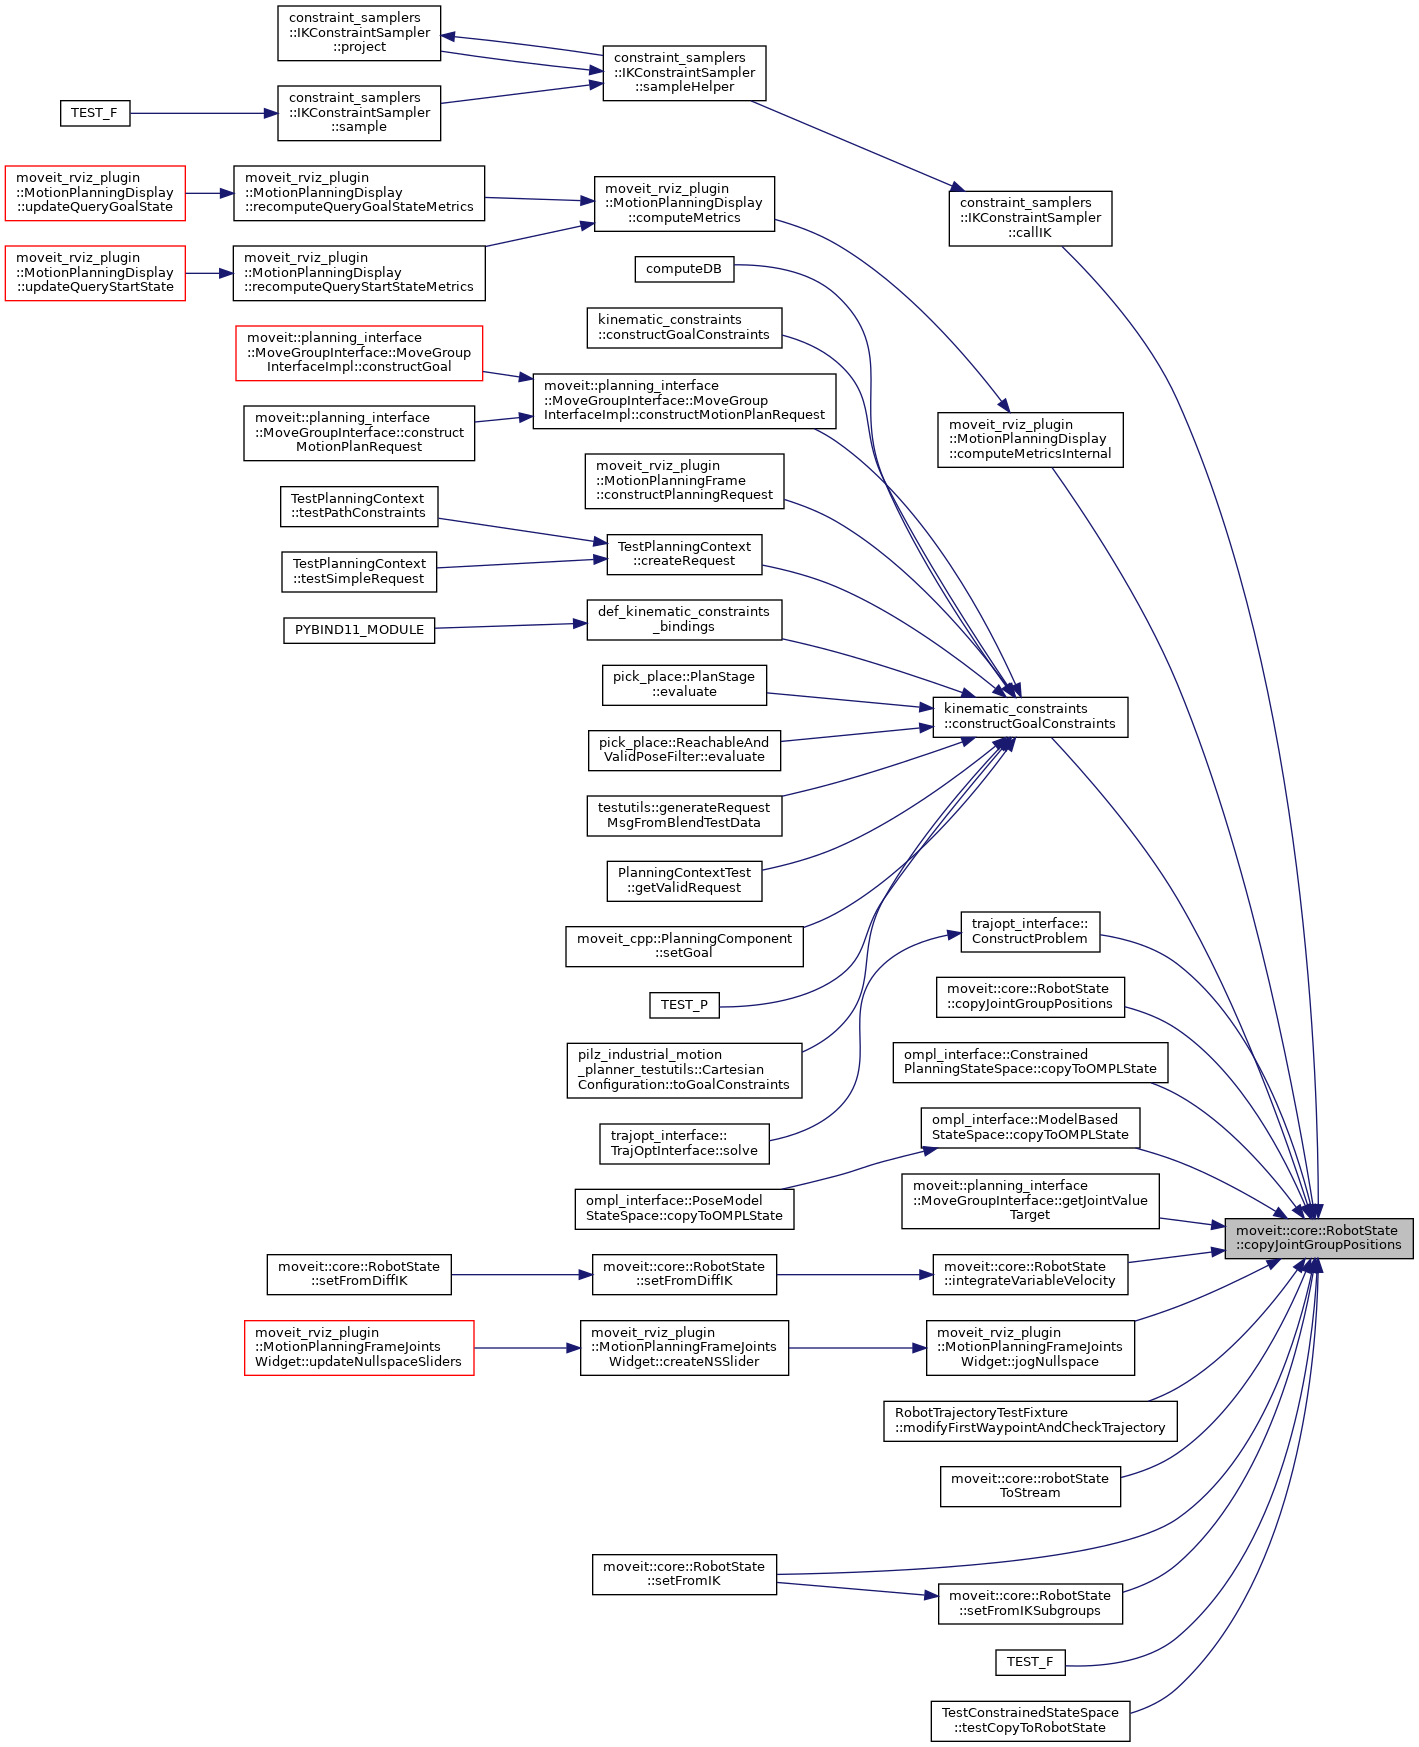 constraint_samplers
::IKConstraintSampler
::project
constraint_samplers
::IKConstraintSampler
::sampleHelper
constraint_samplers
::IKConstraintSampler
::sample
TEST_F
moveit_rviz_plugin
::MotionPlanningDisplay
::updateQueryGoalState
moveit_rviz_plugin
::MotionPlanningDisplay
::recomputeQueryGoalStateMetrics
moveit_rviz_plugin
::MotionPlanningDisplay
::computeMetrics
constraint_samplers
::IKConstraintSampler
::callIK
moveit_rviz_plugin
::MotionPlanningDisplay
::updateQueryStartState
moveit_rviz_plugin
::MotionPlanningDisplay
::recomputeQueryStartStateMetrics
computeDB
kinematic_constraints
::constructGoalConstraints
moveit::planning_interface
::MoveGroupInterface::MoveGroup
InterfaceImpl::constructGoal
moveit::planning_interface
::MoveGroupInterface::MoveGroup
InterfaceImpl::constructMotionPlanRequest
moveit::planning_interface
::MoveGroupInterface::construct
MotionPlanRequest
moveit_rviz_plugin
::MotionPlanningDisplay
::computeMetricsInternal
moveit_rviz_plugin
::MotionPlanningFrame
::constructPlanningRequest
TestPlanningContext
::testPathConstraints
TestPlanningContext
::createRequest
TestPlanningContext
::testSimpleRequest
def_kinematic_constraints
_bindings
PYBIND11_MODULE
pick_place::PlanStage
::evaluate
kinematic_constraints
::constructGoalConstraints
pick_place::ReachableAnd
ValidPoseFilter::evaluate
testutils::generateRequest
MsgFromBlendTestData
PlanningContextTest
::getValidRequest
moveit_cpp::PlanningComponent
::setGoal
trajopt_interface::
ConstructProblem
TEST_P
moveit::core::RobotState
::copyJointGroupPositions
pilz_industrial_motion
_planner_testutils::Cartesian
Configuration::toGoalConstraints
ompl_interface::Constrained
PlanningStateSpace::copyToOMPLState
trajopt_interface::
TrajOptInterface::solve
ompl_interface::ModelBased
StateSpace::copyToOMPLState
ompl_interface::PoseModel
StateSpace::copyToOMPLState
moveit::planning_interface
::MoveGroupInterface::getJointValue
Target
moveit::core::RobotState
::copyJointGroupPositions
moveit::core::RobotState
::setFromDiffIK
moveit::core::RobotState
::setFromDiffIK
moveit::core::RobotState
::integrateVariableVelocity
moveit_rviz_plugin
::MotionPlanningFrameJoints
Widget::updateNullspaceSliders
moveit_rviz_plugin
::MotionPlanningFrameJoints
Widget::createNSSlider
moveit_rviz_plugin
::MotionPlanningFrameJoints
Widget::jogNullspace
RobotTrajectoryTestFixture
::modifyFirstWaypointAndCheckTrajectory
moveit::core::robotState
ToStream
moveit::core::RobotState
::setFromIK
moveit::core::RobotState
::setFromIKSubgroups
TEST_F
TestConstrainedStateSpace
::testCopyToRobotState